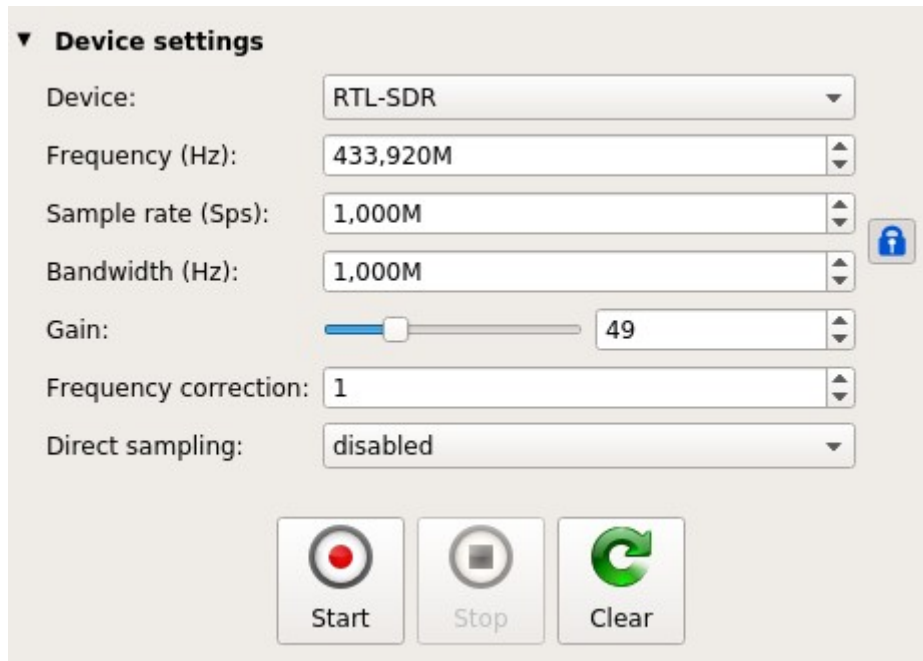 Device settings
Device: RTL-SDR
Frequency (Hz): 433,920M
Sample rate (Sps): 1,000M
Bandwidth (Hz): 1,000M
Gain: 49
Frequency correction: 1
Direct sampling: disabled
Start Stop Clear